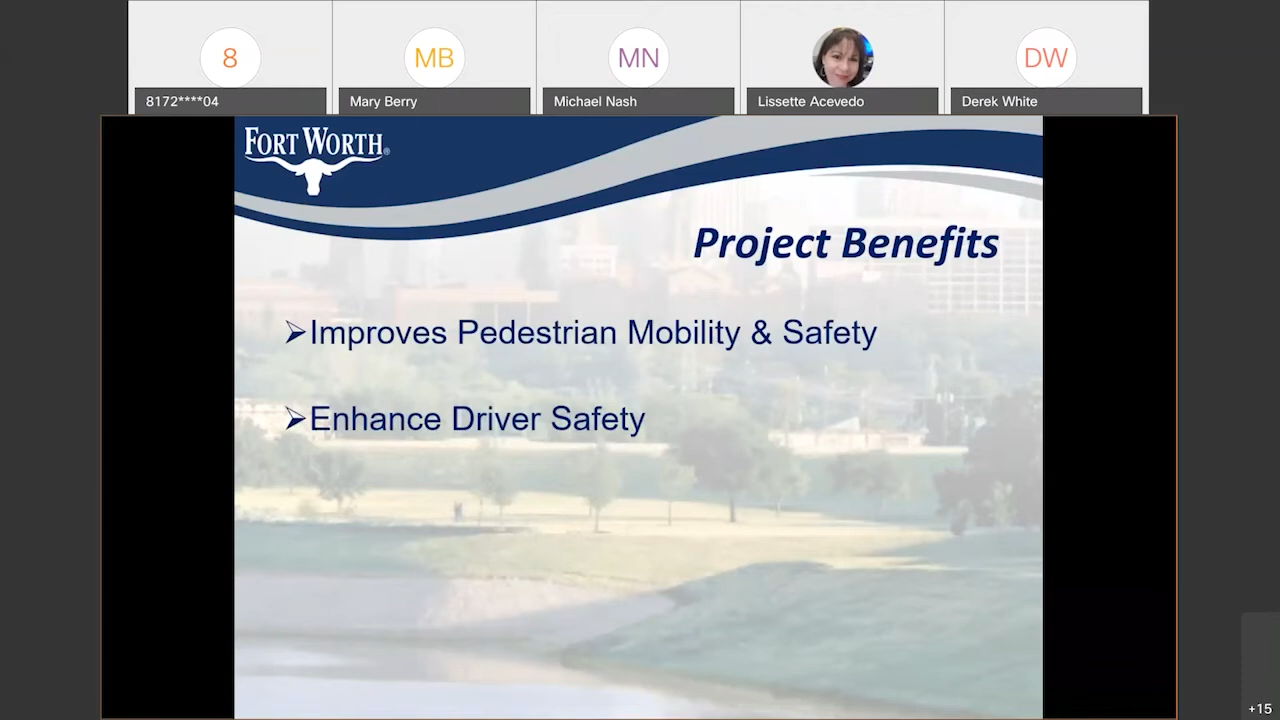 8
MB
MN
DW
8172****04
Mary Berry
Michael Nash
Lissette Acevedo
Derek White
FORT WORTH®
Project Benefits
➢Improves Pedestrian Mobility & Safety
➢Enhance Driver Safety
+15